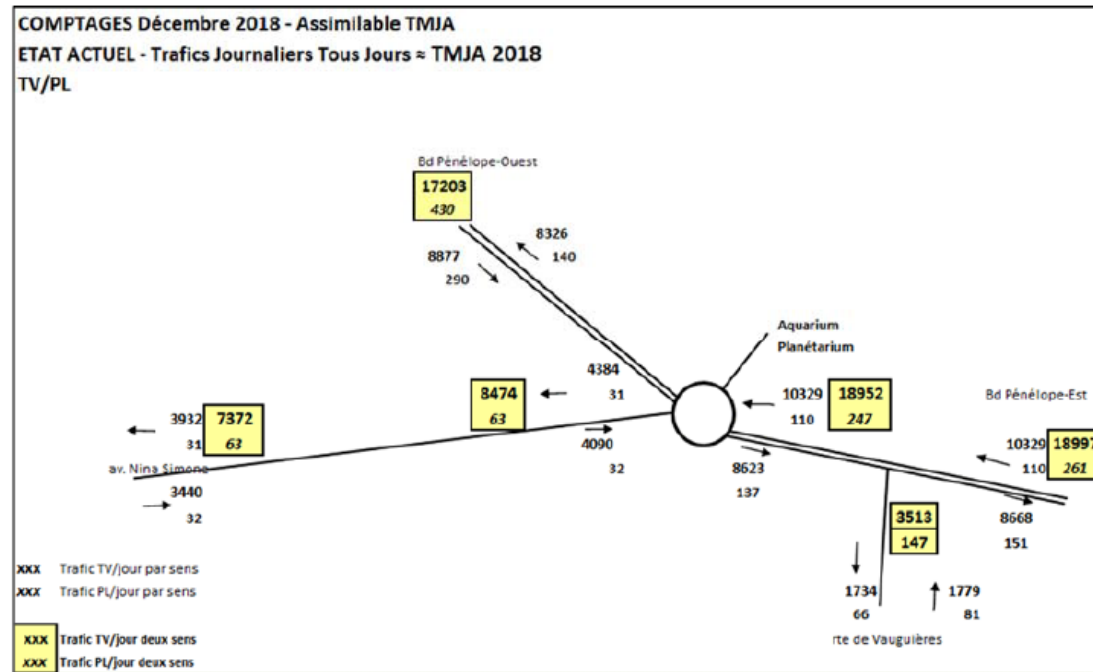 COMPTAGES Décembre 2018 - Assimilable TMJA
ETAT ACTUEL - Trafics Journaliers Tous Jours ≈ TMJA 2018
TV/PL
Bd Pénélope-Ouest
17203
430
8326
140
8877
290
Aquarium
Planétarium
4384
31
8474
63
10329
110
18952
247
Bd Pénélope-Est
3932
31
7372
63
4090
32
10329
110
18997
261
av. Nina Simone
3440
32
8623
137
3513
147
8668
151
xxx Trafic TV/jour par sens
xxx Trafic PL/jour par sens
1734
66
1779
81
rte de Vauguières
xxx Trafic TV/jour deux sens
xxx Trafic PL/jour deux sens